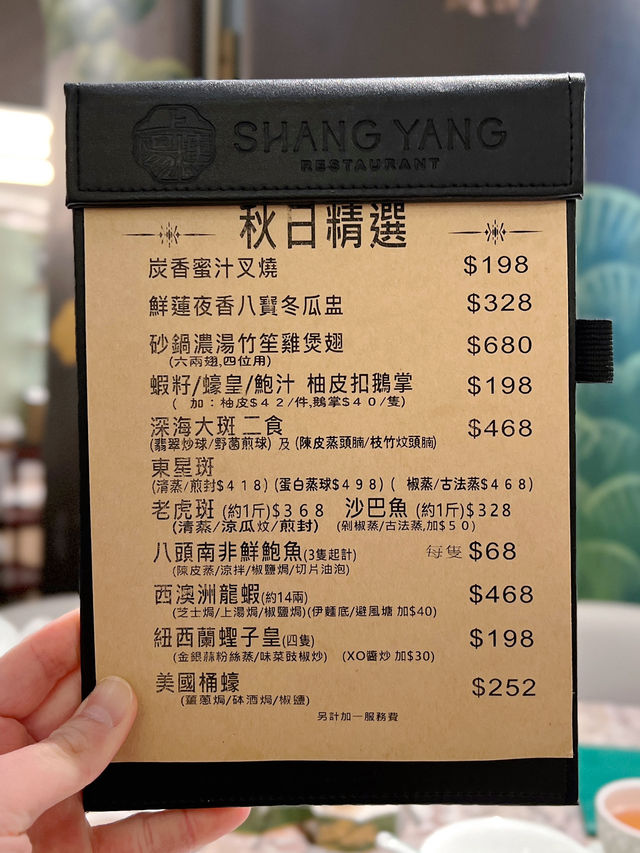 SHANG YANG
RESTAURANT
秋日精選
炭香蜜汁叉燒 $198
鮮蓮夜香八寶冬瓜盅 $328
砂鍋濃湯竹笙雞煲翅 $680
(六兩翅,四位用)
蝦籽/蠔皇/鮑汁 柚皮扣鵝掌 $198
( 加：柚皮$42/件,鵝掌$40/隻)
深海大斑 二食 $468
(翡翠炒球/野菌煎球) 及 (陳皮蒸頭腩/枝竹炆頭腩)
東星斑
(清蒸/煎封$418) (蛋白蒸球$498) ( 椒蒸/古法蒸$468)
老虎斑 (約1斤)$368 沙巴魚 (約1斤)$328
(清蒸/涼瓜炆/煎封) (剁椒蒸/古法蒸,加$50)
八頭南非鮮鮑魚(3隻起計) 每隻 $68
(陳皮蒸/涼拌/椒鹽焗/切片油泡)
西澳洲龍蝦(約14兩) $468
(芝士焗/上湯焗/椒鹽焗)(伊麵底/避風塘 加$40)
紐西蘭蟶子皇(四隻) $198
(金銀蒜粉絲蒸/味菜豉椒炒) (XO醬炒 加$30)
美國桶蠔 $252
(薑蔥焗/砵酒焗/椒鹽)
另計加一服務費